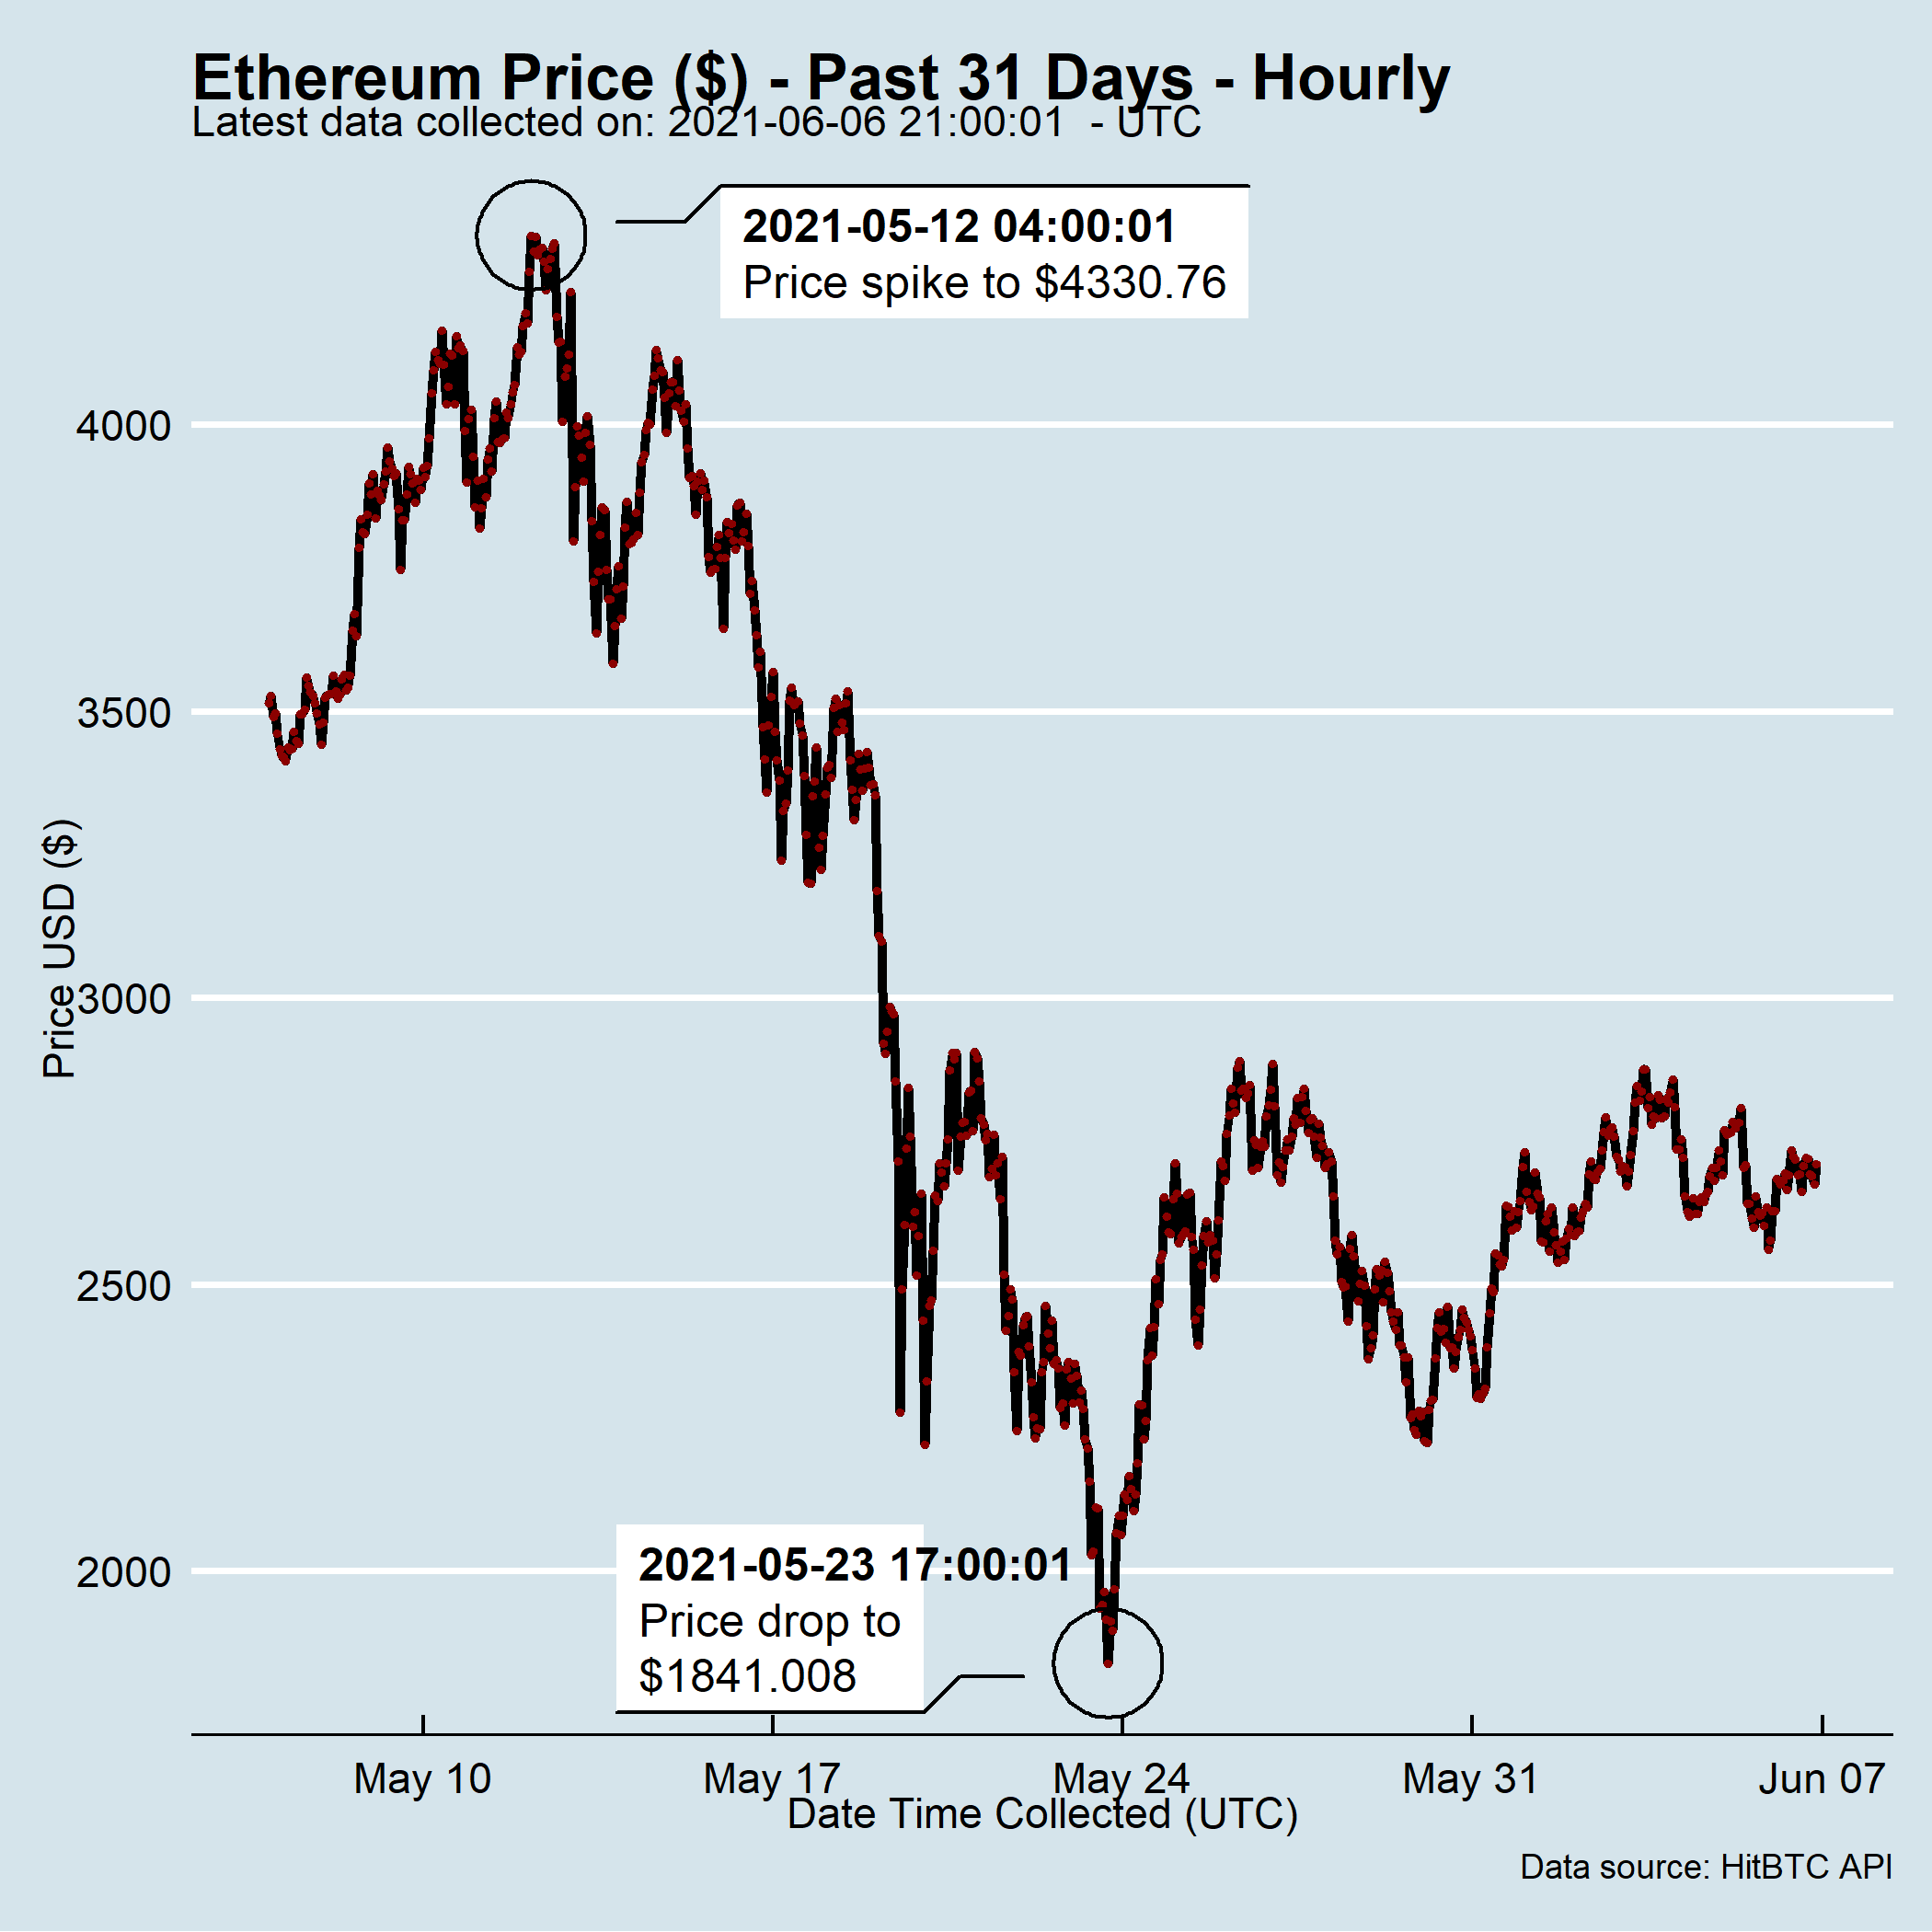 Ethereum Price ($) - Past 31 Days - Hourly
Latest data collected on: 2021-06-06 21:00:01  - UTC
2021-05-12 04:00:01
Price spike to $4330.76
4000
3500
3000
2500
2000
Price USD ($)
2021-05-23 17:00:01
Price drop to
$1841.008
May 10
May 17
May 24
May 31
Jun 07
Date Time Collected (UTC)
Data source: HitBTC API